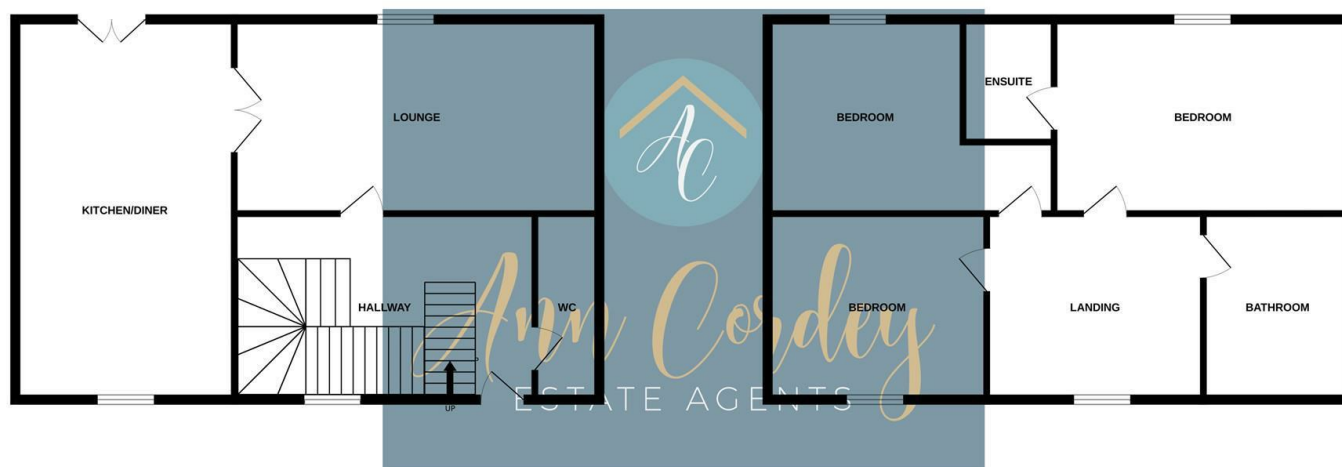 KITCHEN/DINER
LOUNGE
HALLWAY
WC
UP
BEDROOM
ENSUITE
BEDROOM
BEDROOM
LANDING
BATHROOM
AC
Ann Cordey
ESTATE AGENTS